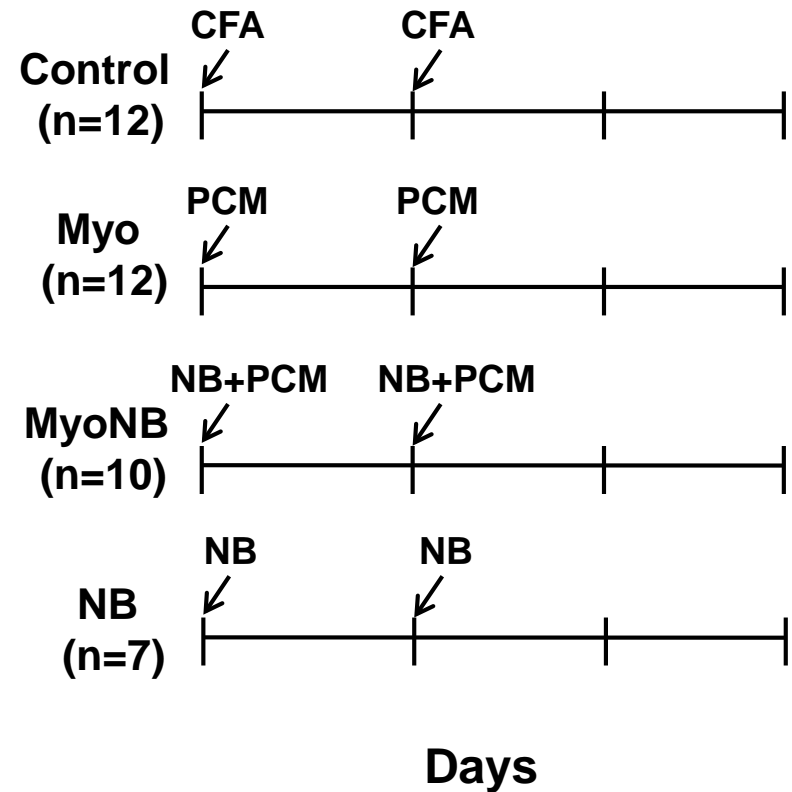 CFA CFA
Control
(n=12)
PCM PCM
Myo
(n=12)
NB+PCM NB+PCM
MyoNB
(n=10)
NB NB
NB
(n=7)
Days